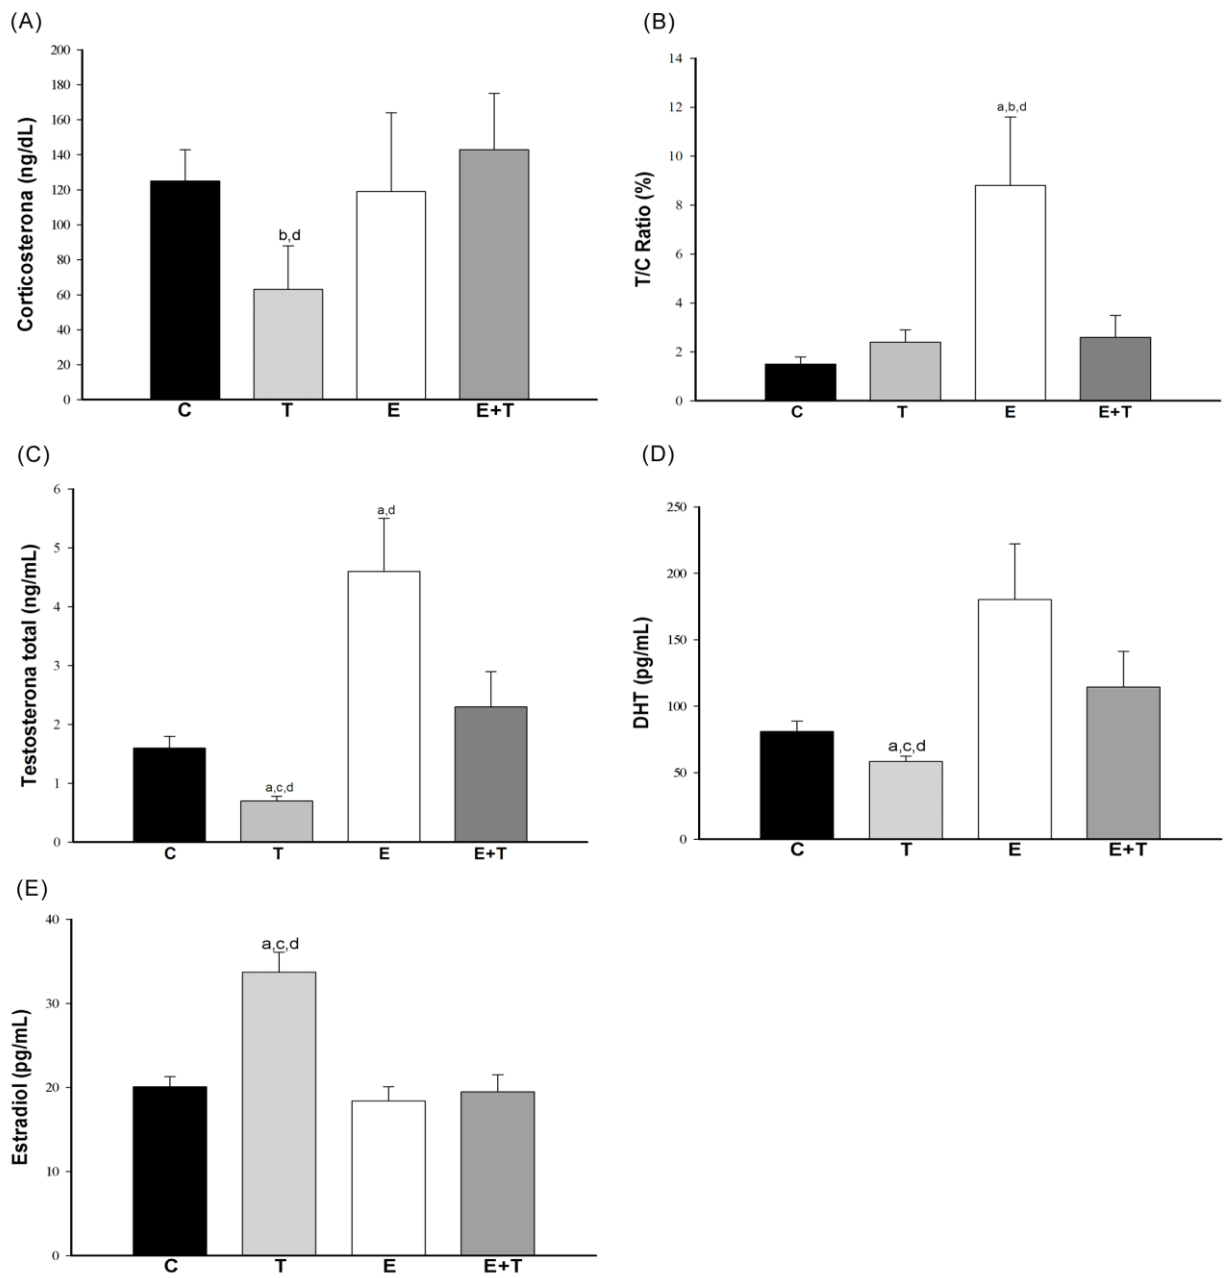 (A)
Corticosterona (ng/dL)
200
180
160
140
120
100
80
60
40
20
0
b,d
C T E E+T
(B)
T/C Ratio (%)
14
12
10
8
6
4
2
0
a,b,d
C T E E+T
(C)
Testosterona total (ng/mL)
6
5
4
3
2
1
0
a,d
a,c,d
C T E E+T
(D)
DHT (pg/mL)
250
200
150
100
50
0
a,c,d
C T E E+T
(E)
Estradiol (pg/mL)
40
30
20
10
0
a,c,d
C T E E+T